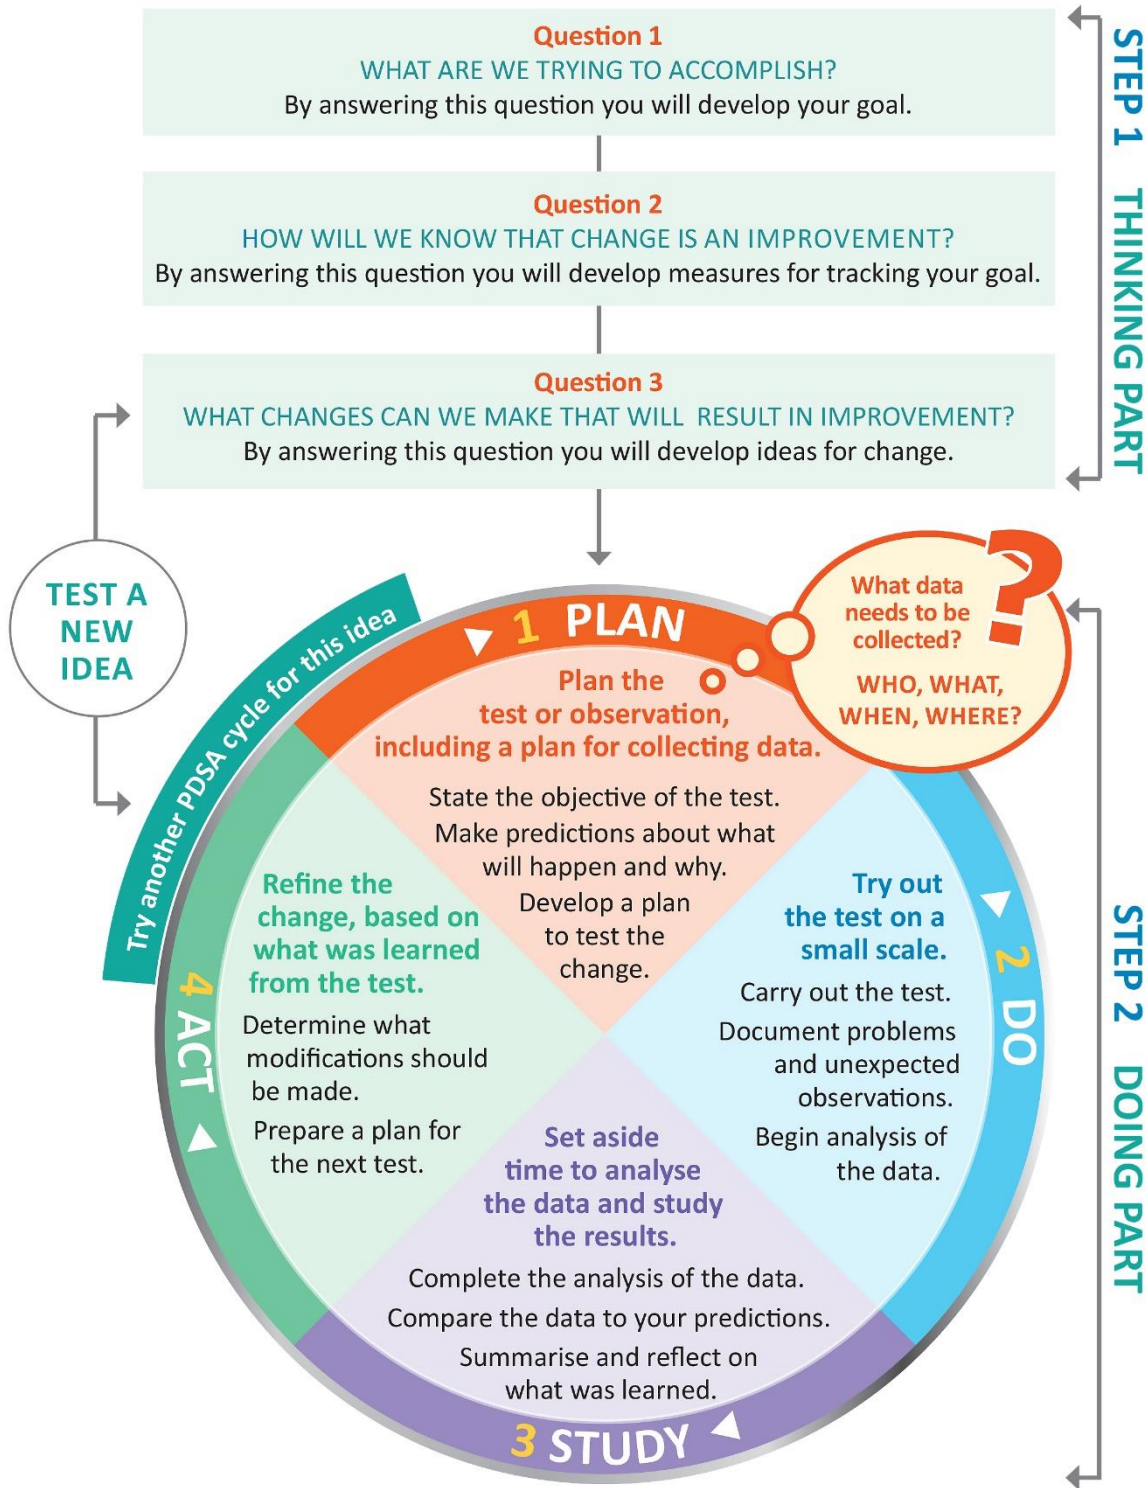 Question 1
WHAT ARE WE TRYING TO ACCOMPLISH?
By answering this question you will develop your goal.
Question 2
HOW WILL WE KNOW THAT CHANGE IS AN IMPROVEMENT?
By answering this question you will develop measures for tracking your goal.
Question 3
WHAT CHANGES CAN WE MAKE THAT WILL RESULT IN IMPROVEMENT?
By answering this question you will develop ideas for change.
STEP 1 THINKING PART
TEST A
NEW
IDEA
Try another PDSA cycle for this idea
1 PLAN
Plan the
test or observation,
including a plan for collecting data.
State the objective of the test.
Make predictions about what
will happen and why.
Develop a plan
to test the
change.
?
What data
needs to be
collected?
WHO, WHAT,
WHEN, WHERE?
2 DO
Try out
the test on a
small scale.
Carry out the test.
Document problems
and unexpected
observations.
Begin analysis of
the data.
3 STUDY
Set aside
time to analyse
the data and study
the results.
Complete the analysis of the data.
Compare the data to your predictions.
Summarise and reflect on
what was learned.
4 ACT
Refine the
change, based on
what was learned
from the test.
Determine what
modifications should
be made.
Prepare a plan for
the next test.
STEP 2 DOING PART